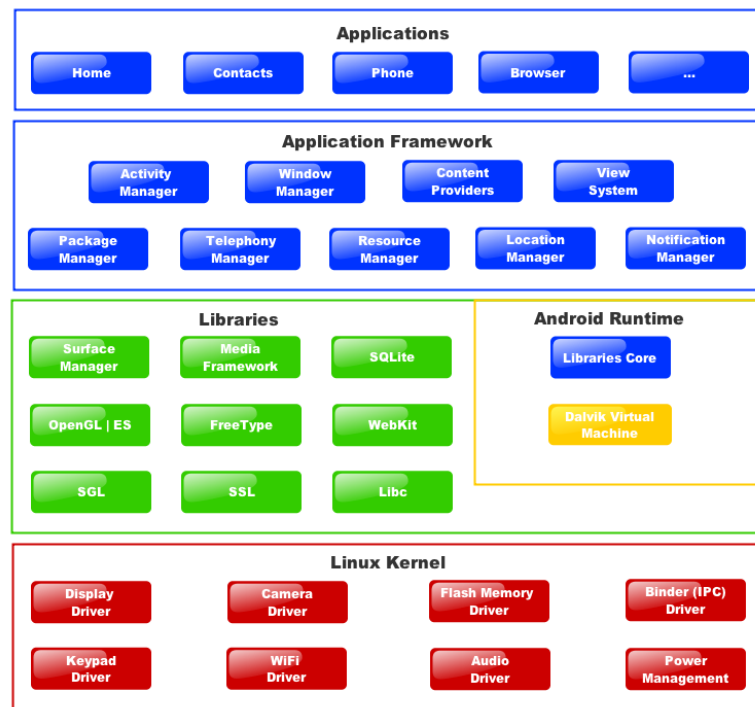 Applications
Home
Contacts
Phone
Browser
...
Application Framework
Activity
Manager
Window
Manager
Content
Providers
View
System
Package
Manager
Telephony
Manager
Resource
Manager
Location
Manager
Notification
Manager
Libraries
Surface
Manager
Media
Framework
SQLite
OpenGL | ES
FreeType
WebKit
SGL
SSL
Libc
Android Runtime
Libraries Core
Dalvik Virtual
Machine
Linux Kernel
Display
Driver
Camera
Driver
Flash Memory
Driver
Binder (IPC)
Driver
Keypad
Driver
WiFi
Driver
Audio
Driver
Power
Management